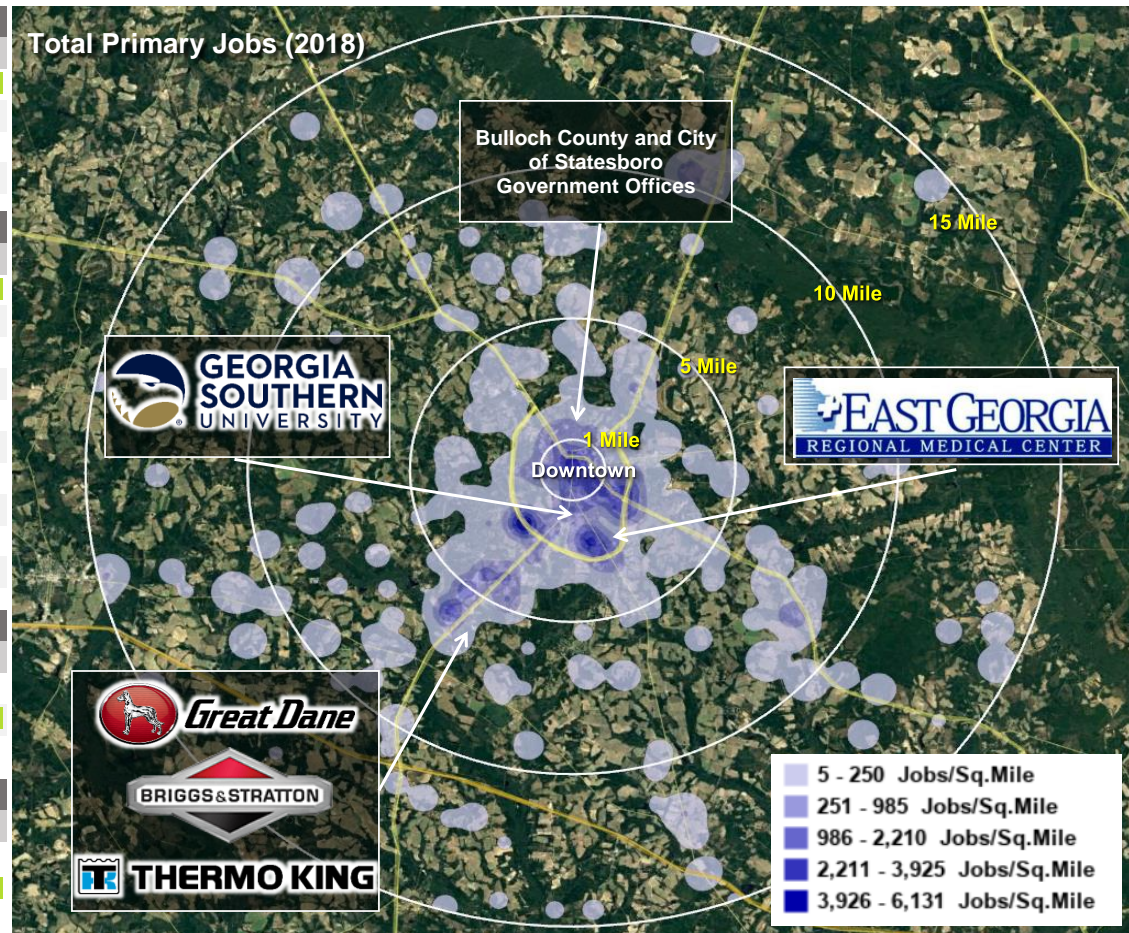 Total Primary Jobs (2018)
Bulloch County and City
of Statesboro
Government Offices
15 Mile
10 Mile
5 Mile
GEORGIA
SOUTHERN
UNIVERSITY
®
EAST GEORGIA
REGIONAL MEDICAL CENTER
1 Mile
Downtown
Great Dane
BRIGGS & STRATTON
THERMO KING
5 - 250 Jobs/Sq.Mile
251 - 985 Jobs/Sq.Mile
986 - 2,210 Jobs/Sq.Mile
2,211 - 3,925 Jobs/Sq.Mile
3,926 - 6,131 Jobs/Sq.Mile